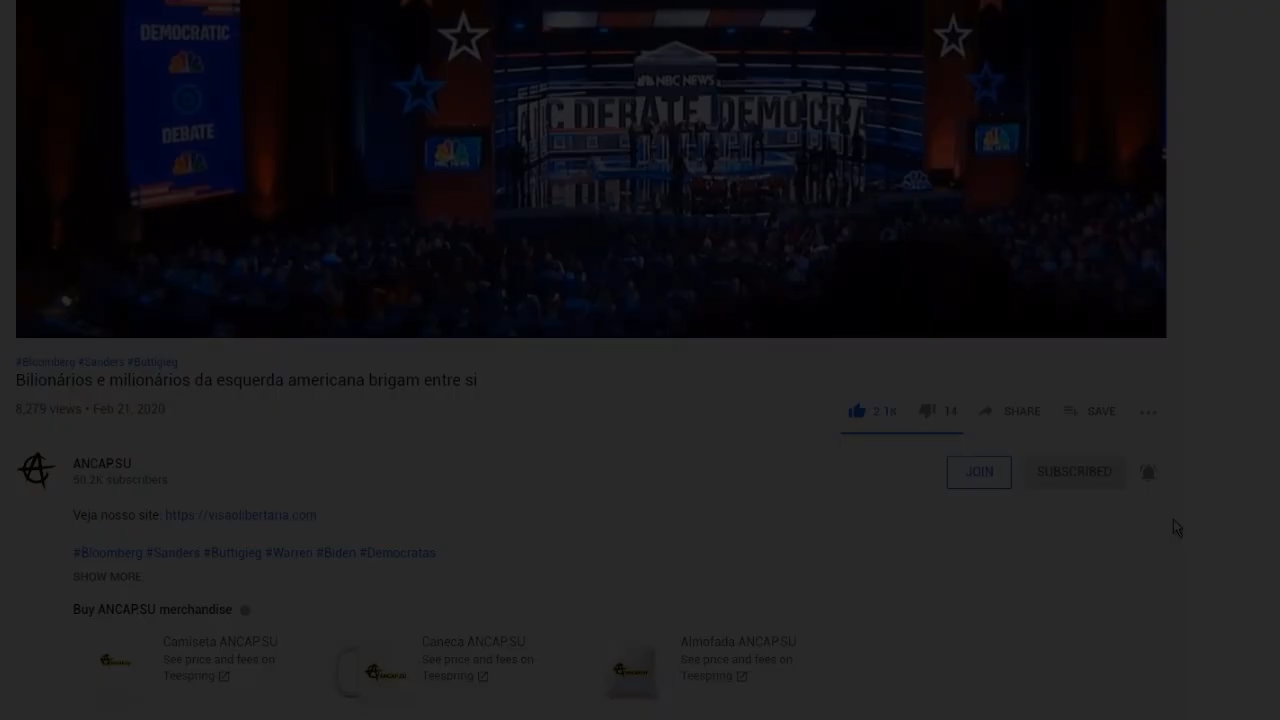 DEMOCRATIC
DEBATE
NBC NEWS
C DEBATE DEMOCRA
#Bloomberg #Sanders #Buttigieg
Bilionários e milionários da esquerda americana brigam entre si
8,279 views • Feb 21, 2020
2.1K 14 SHARE SAVE
ANCAP.SU
50.2K subscribers
JOIN SUBSCRIBED
Veja nosso site: https://visaolibertaria.com
#Bloomberg #Sanders #Buttigieg #Warren #Biden #Democratas
SHOW MORE
Buy ANCAP.SU merchandise
Camiseta ANCAP.SU
See price and fees on
Teespring
Caneca ANCAP.SU
See price and fees on
Teespring
Almofada ANCAP.SU
See price and fees on
Teespring